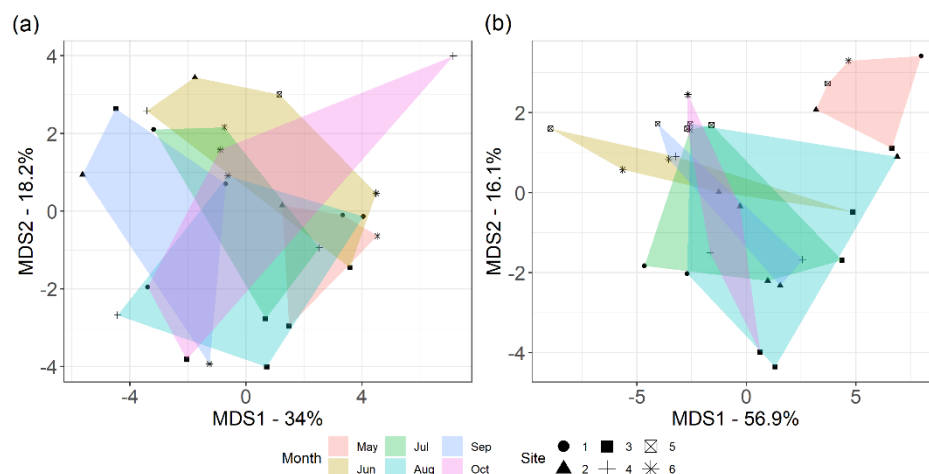 (a)
(b)
MDS2 - 18.2%
4
2
0
-2
-4
-4
0
4
MDS1 - 34%
MDS2 - 16.1%
2
0
-2
-4
-5
0
5
MDS1 - 56.9%
Month
May
Jul
Sep
Jun
Aug
Oct
Site
1
3
5
2
4
6